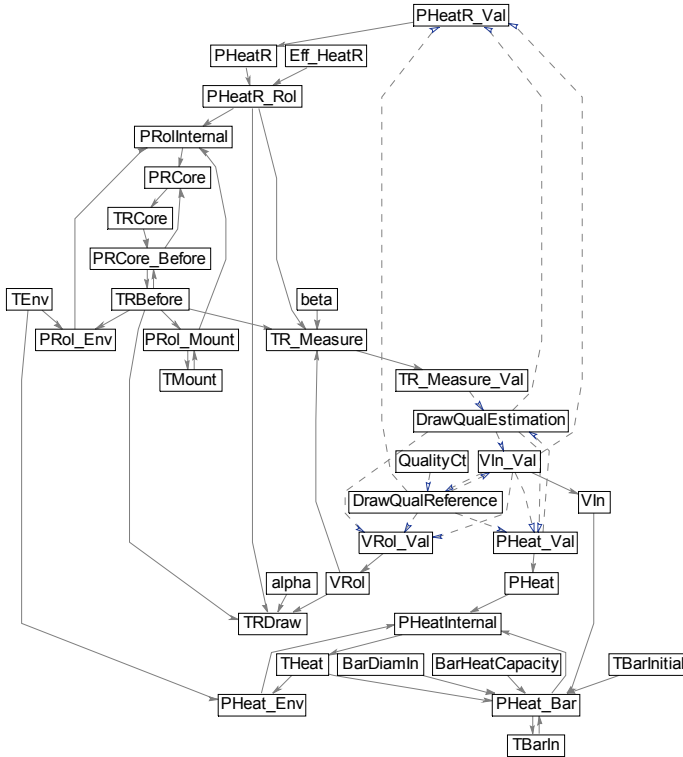 PHeatR_Val
PHeatR
Eff_HeatR
PHeatR_Rol
PRolInternal
PRCore
TRCore
PRCore_Before
TEnv
TRBefore
beta
PRol_Env
PRol_Mount
TR_Measure
TMount
TR_Measure_Val
DrawQualEstimation
QualityCt
VIn_Val
DrawQualReference
VIn
VRol_Val
PHeat_Val
alpha
VRol
PHeat
TRDraw
PHeatInternal
THeat
BarDiamIn
BarHeatCapacity
TBarInitial
PHeat_Env
PHeat_Bar
TBarIn